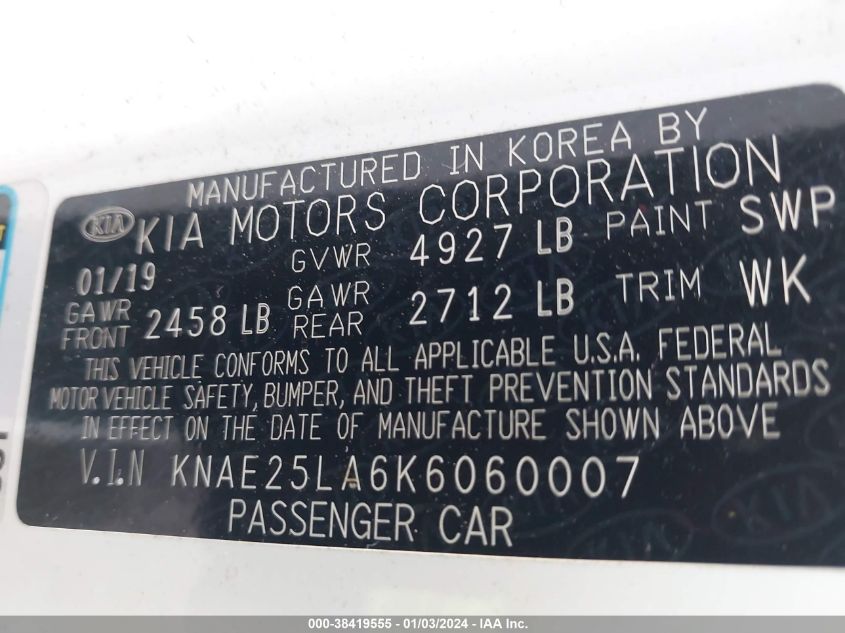 MANUFACTURED IN KOREA BY
KIA KIA MOTORS CORPORATION
01/19 GVWR 4927 LB PAINT SWP
GAWR FRONT 2458 LB GAWR REAR 2712 LB TRIM WK
THIS VEHICLE CONFORMS TO ALL APPLICABLE U.S.A. FEDERAL
MOTOR VEHICLE SAFETY, BUMPER, AND THEFT PREVENTION STANDARDS
IN EFFECT ON THE DATE OF MANUFACTURE SHOWN ABOVE
V.I.N KNAE25LA6K6060007
PASSENGER CAR
000-38419555 - 01/03/2024 - IAA Inc.